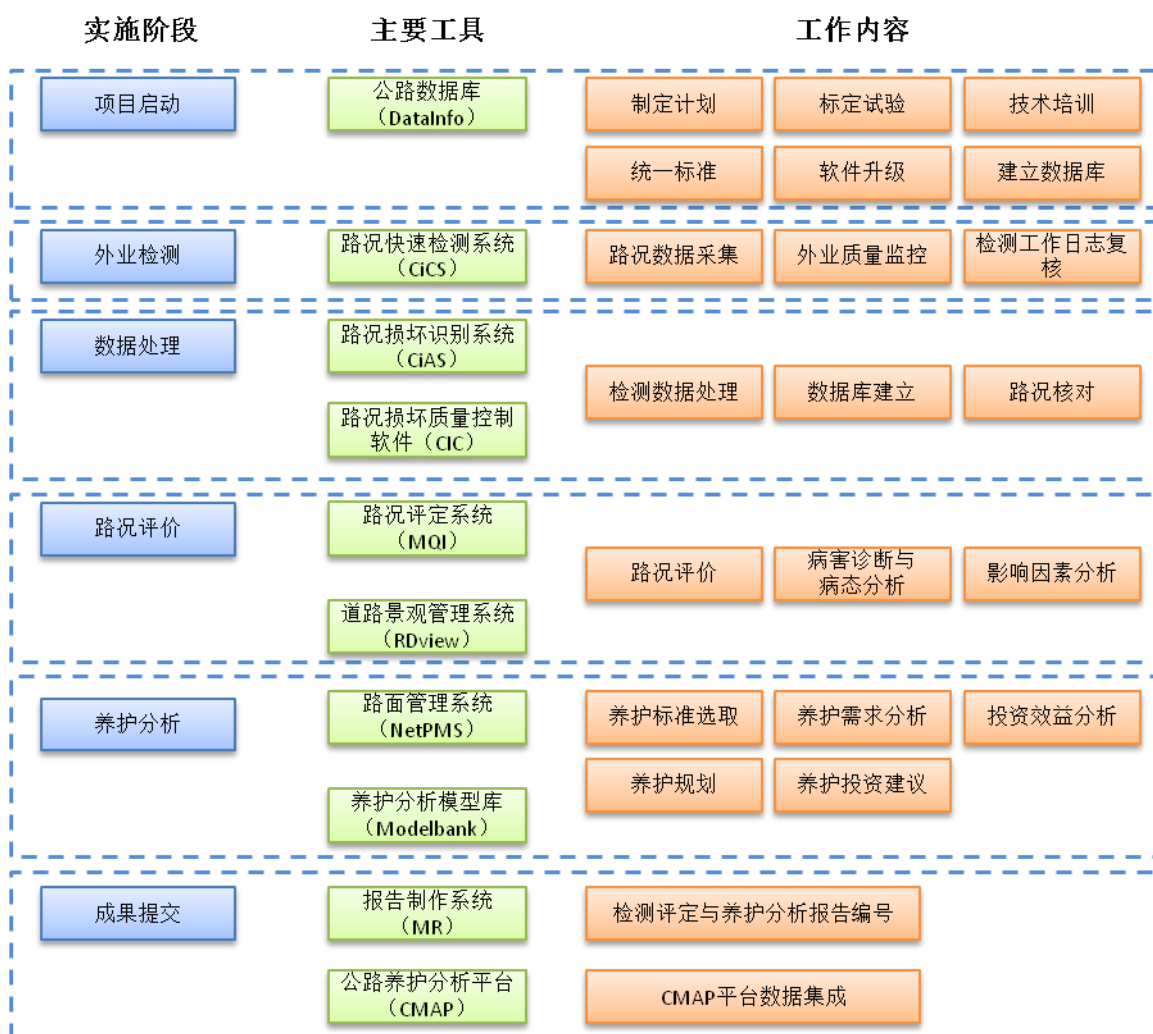 实施阶段
主要工具
工作内容
项目启动
公路数据库
（DataInfo）
制定计划
标定试验
技术培训
统一标准
软件升级
建立数据库
外业检测
路况快速检测系统
（CiCS）
路况数据采集
外业质量监控
检测工作日志复
核
数据处理
路况损坏识别系统
（CiAS）
路况损坏质量控制
软件（CIC）
检测数据处理
数据库建立
路况核对
路况评价
路况评定系统
（MQI）
道路景观管理系统
（RDview）
路况评价
病害诊断与
病态分析
影响因素分析
养护分析
路面管理系统
（NetPMS）
养护分析模型库
（Modelbank）
养护标准选取
养护需求分析
投资效益分析
养护规划
养护投资建议
成果提交
报告制作系统
（MR）
公路养护分析平台
（CMAP）
检测评定与养护分析报告编号
CMAP平台数据集成